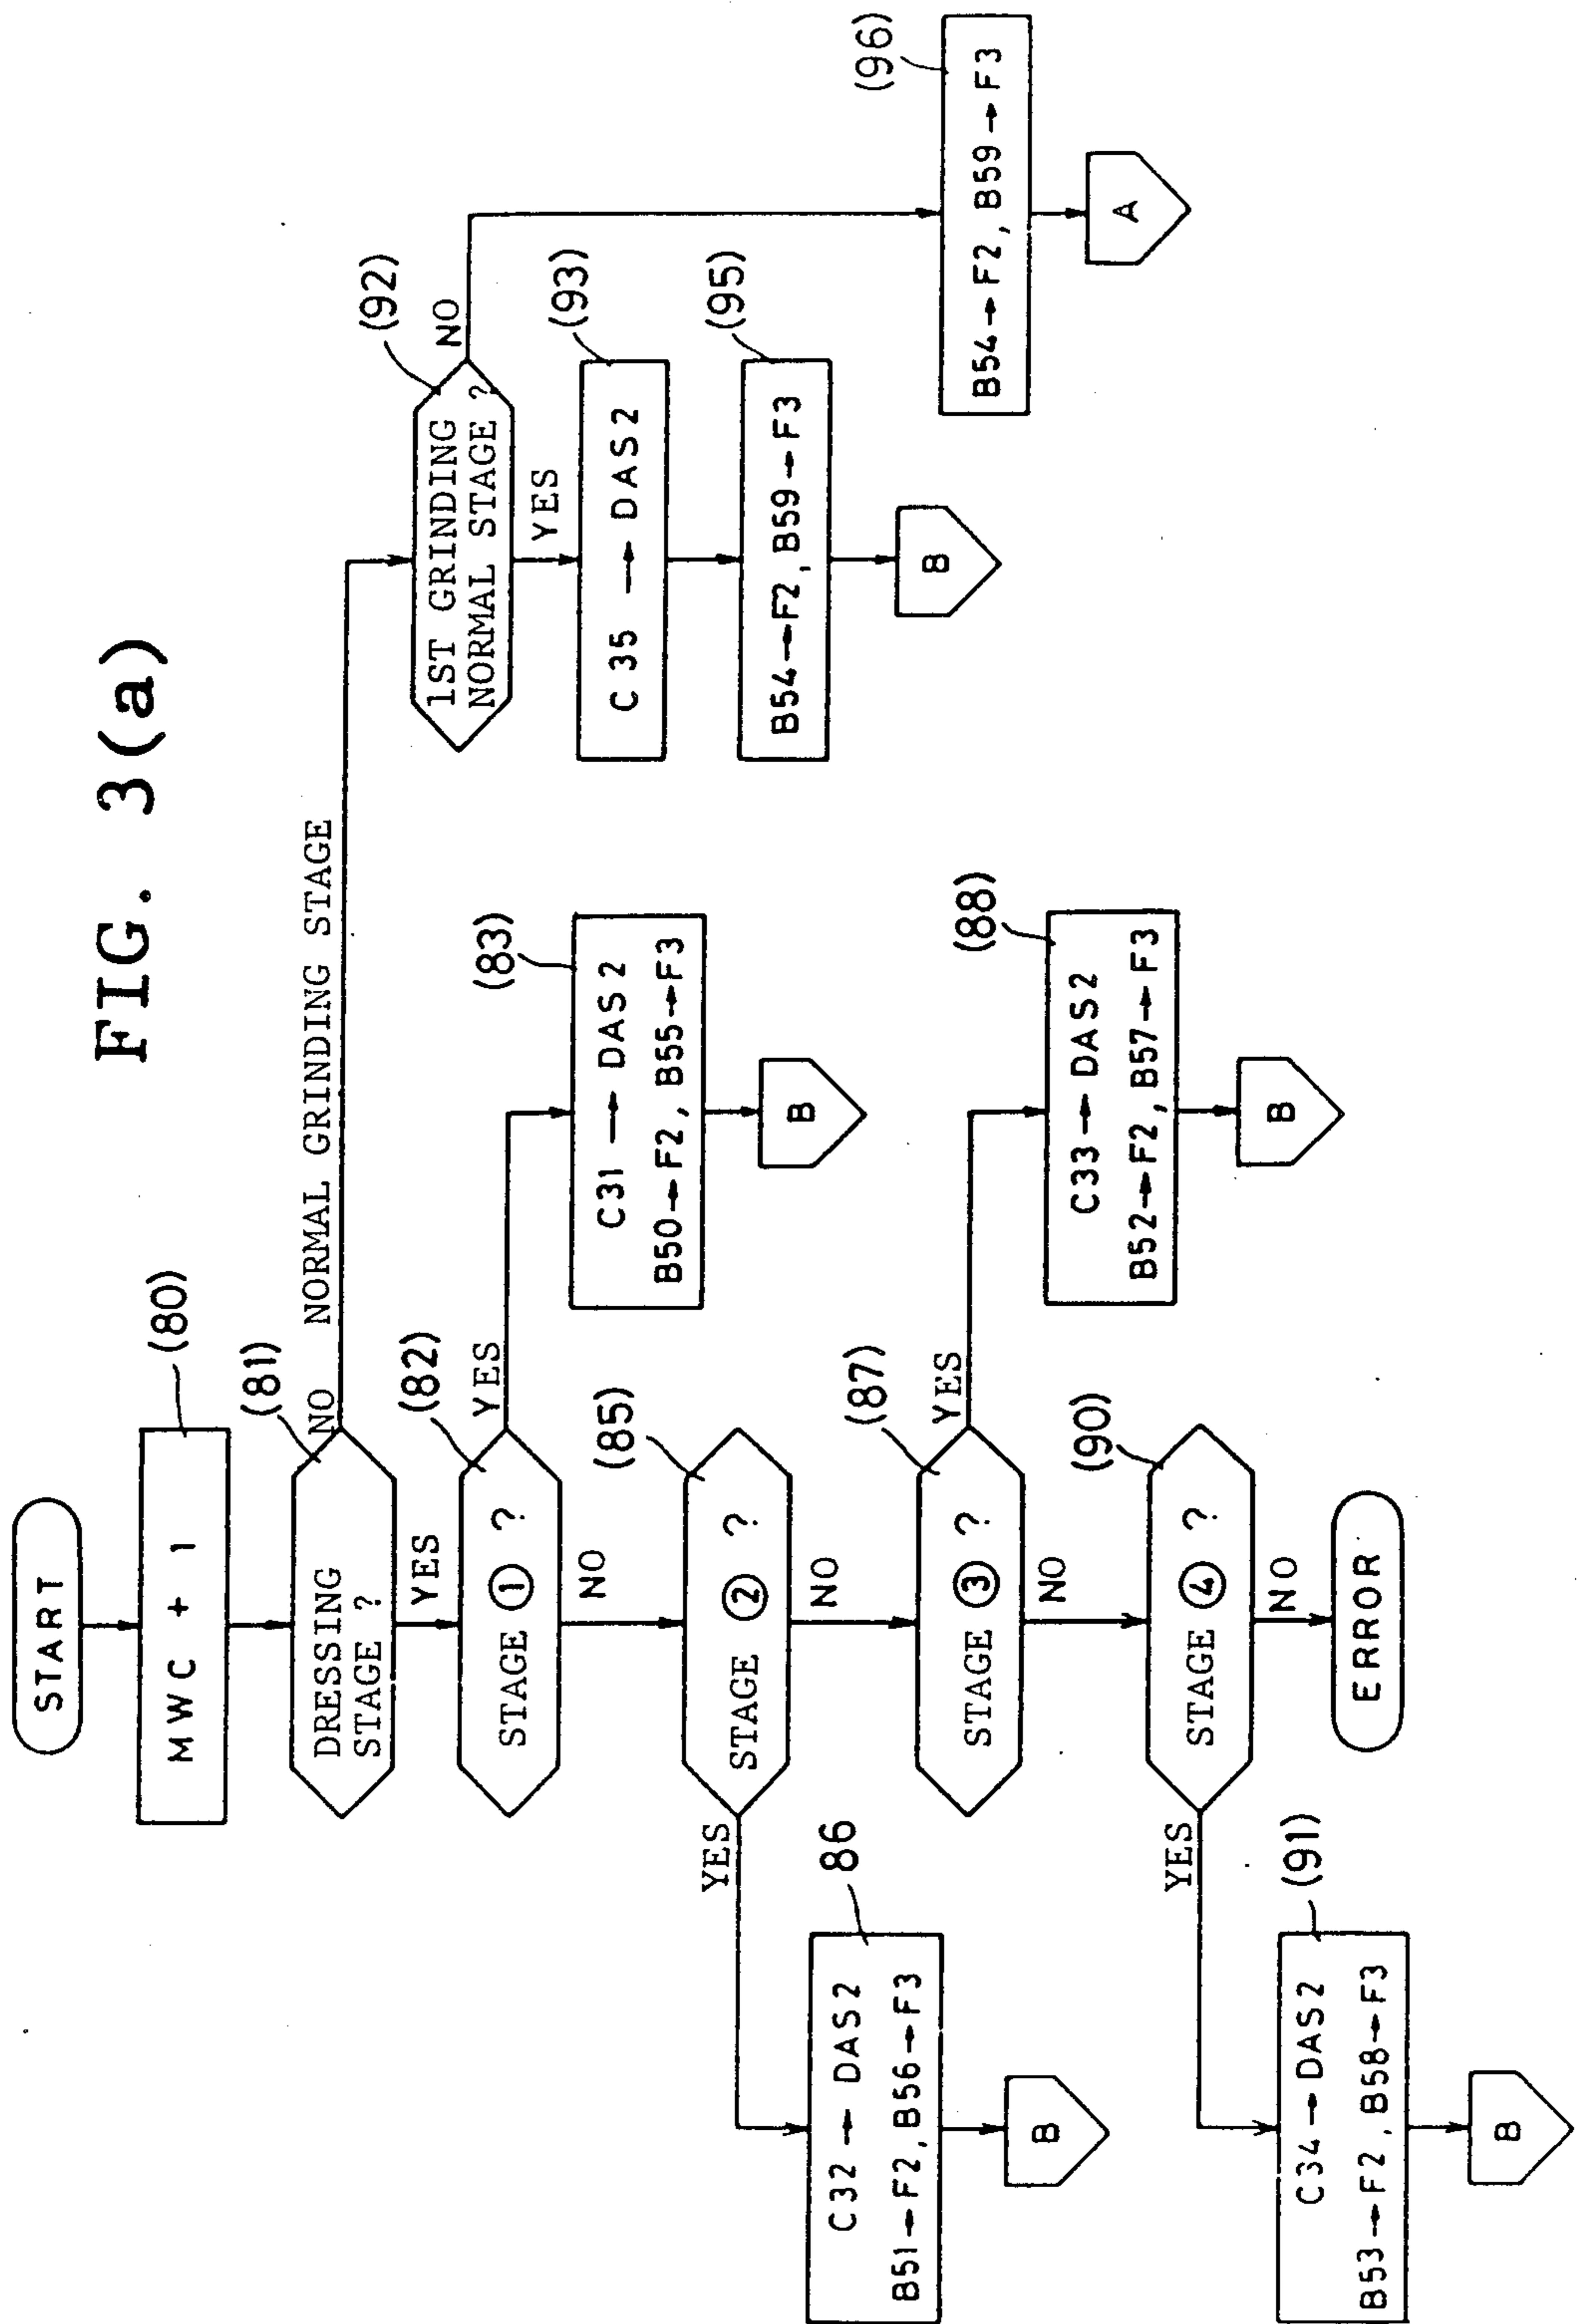 FIG. 3(a)
START
MWC + 1
(80)
DRESSING
STAGE ?
(81)
NO
NORMAL GRINDING STAGE
YES
STAGE ① ?
(82)
YES
NO
C31 → DAS2
B50→F2, B55→F3
(83)
B
STAGE ② ?
(85)
YES
NO
C32 → DAS2
B51→F2, B56→F3
86
B
STAGE ③ ?
(87)
YES
NO
C33 → DAS2
B52→F2, B57→F3
(88)
B
STAGE ④ ?
(90)
YES
NO
C34 → DAS2
B53→F2, B58→F3
(91)
B
ERROR
1ST GRINDING
NORMAL STAGE ?
(92)
NO
YES
C35 → DAS2
(93)
B54→F2, B59→F3
(95)
B
B54→F2, B59→F3
(96)
A